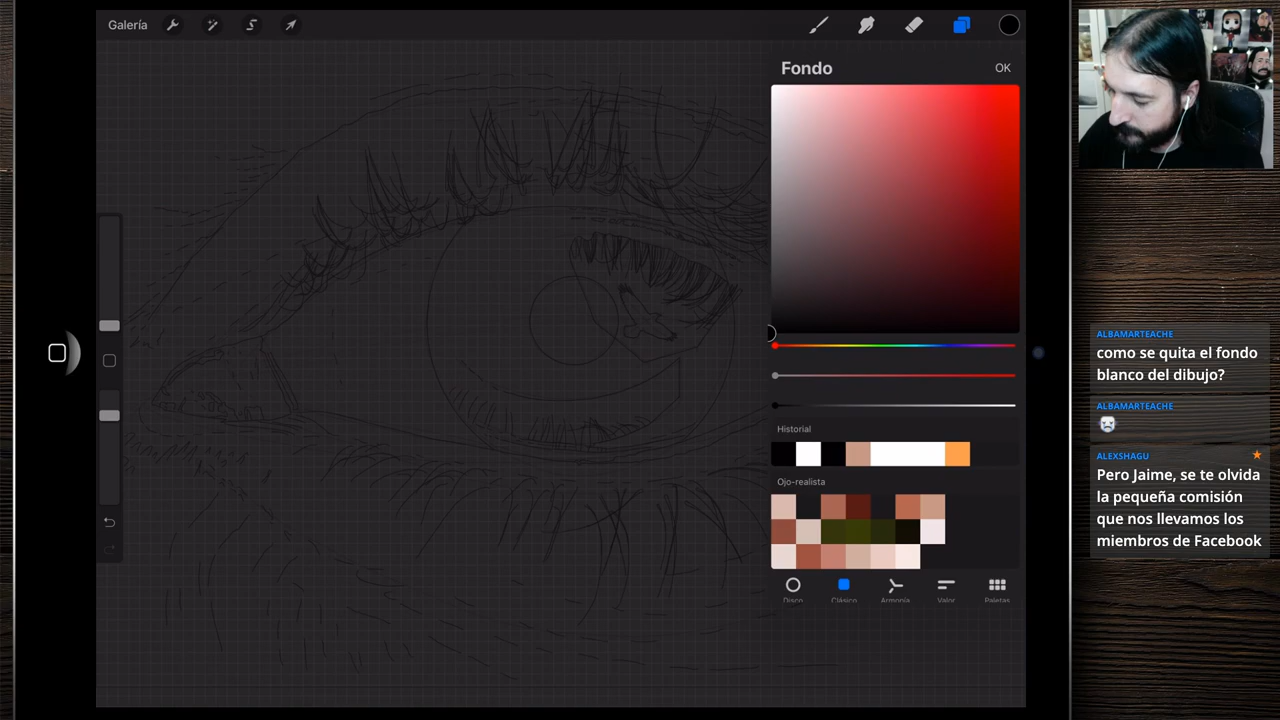 Galería
Fondo
OK
Historial
Ojo-realista
Disco
Clásico
Armonía
Valor
Paletas
ALBAMARTEACHE
como se quita el fondo
blanco del dibujo?
ALBAMARTEACHE
ALEXSHAGU
Pero Jaime, se te olvida
la pequeña comisión
que nos llevamos los
miembros de Facebook